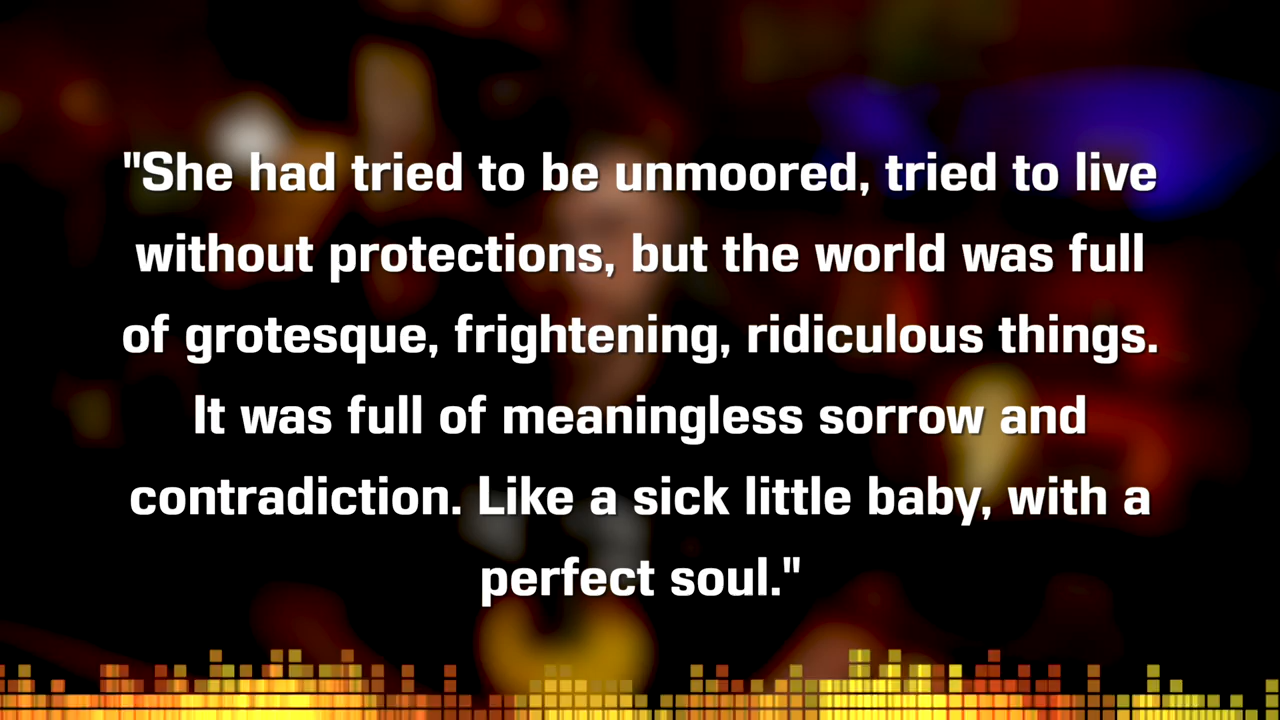 "She had tried to be unmoored, tried to live
without protections, but the world was full
of grotesque, frightening, ridiculous things.
It was full of meaningless sorrow and
contradiction. Like a sick little baby, with a
perfect soul."